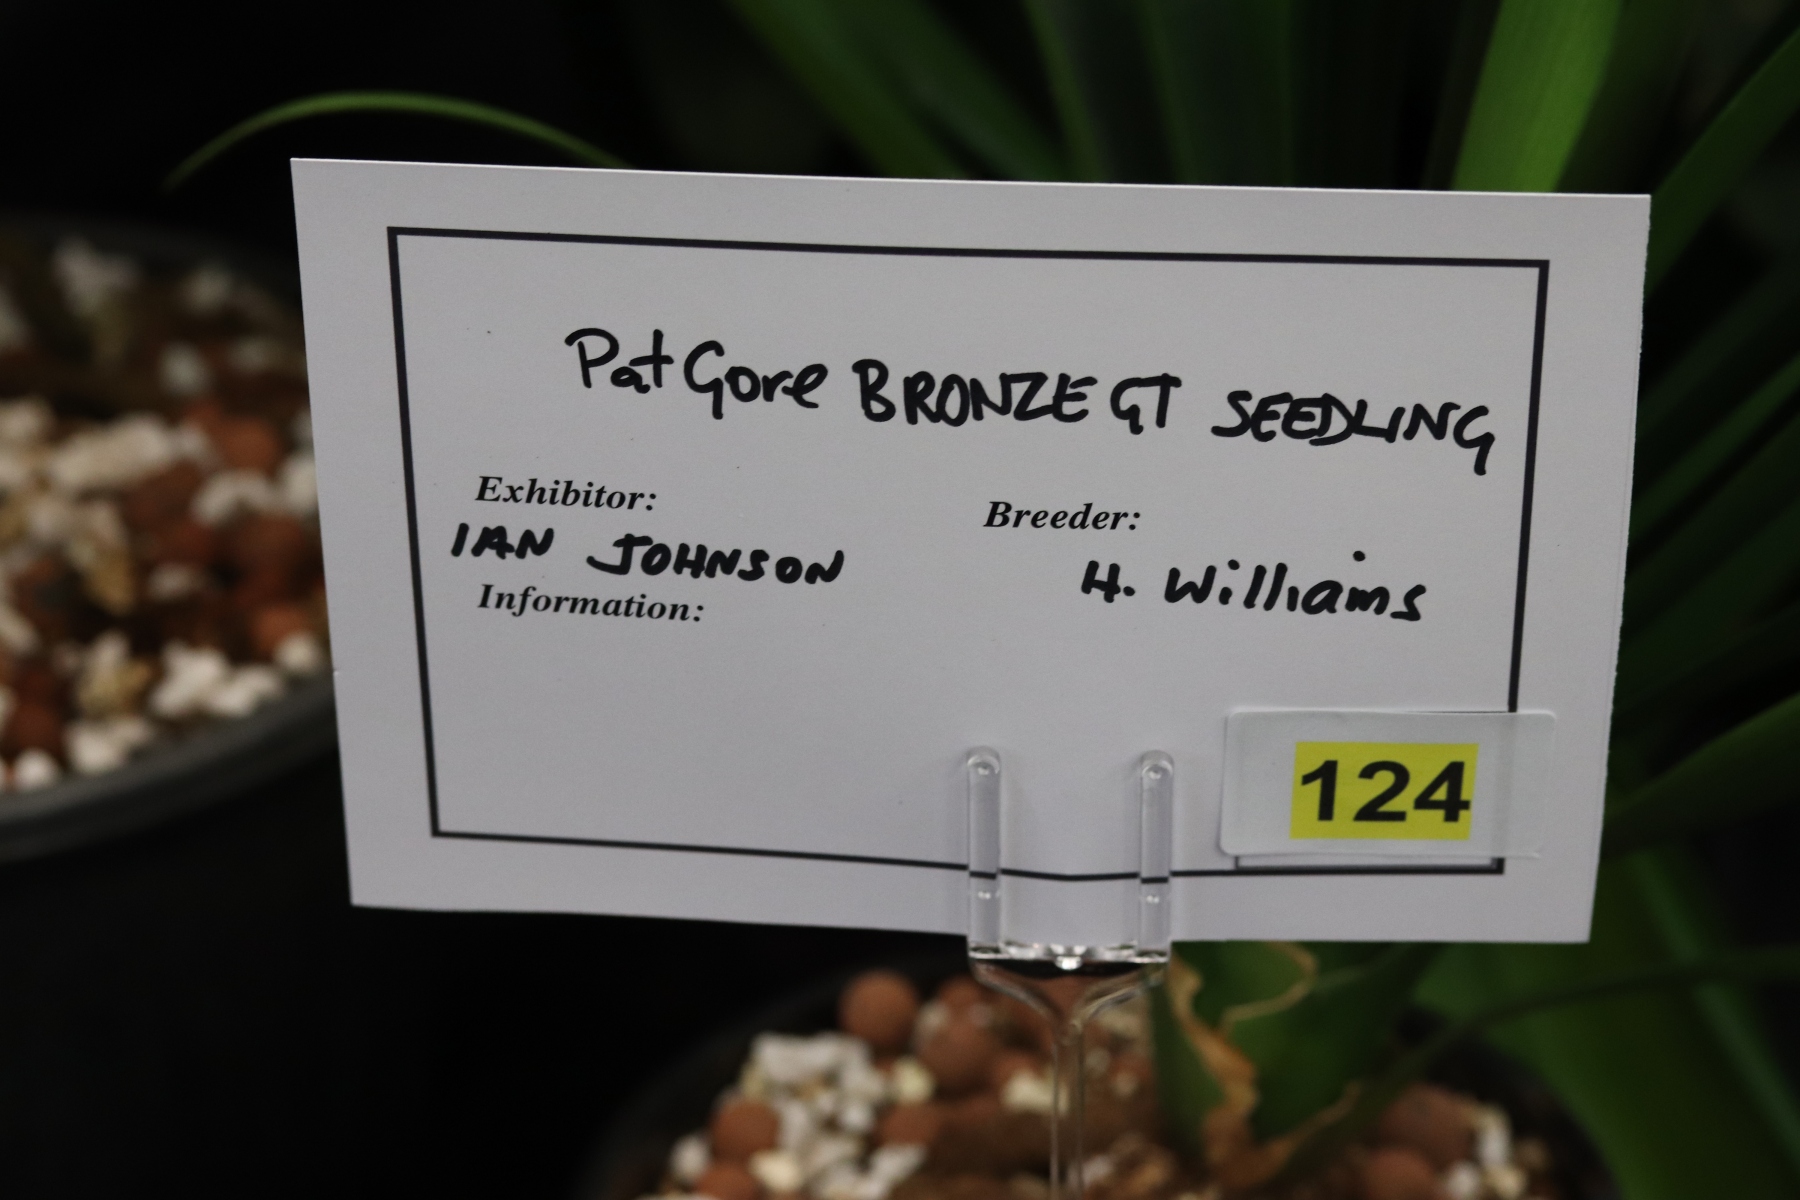 Pat Gore BRONZE GT SEEDLING
Exhibitor:
IAN JOHNSON
Breeder:
H. Williams
Information:
124